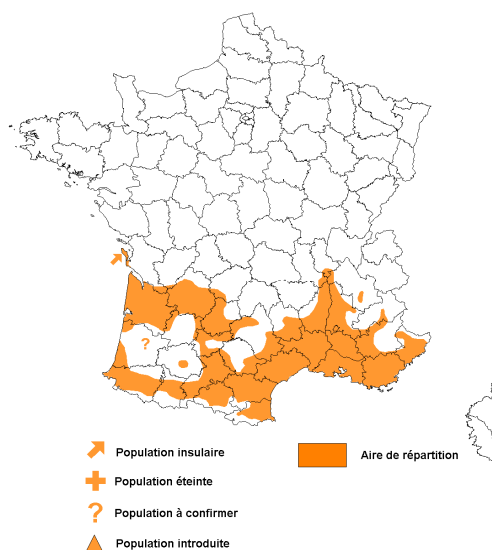 ?
Population insulaire
Aire de répartition
Population éteinte
? Population à confirmer
Population introduite